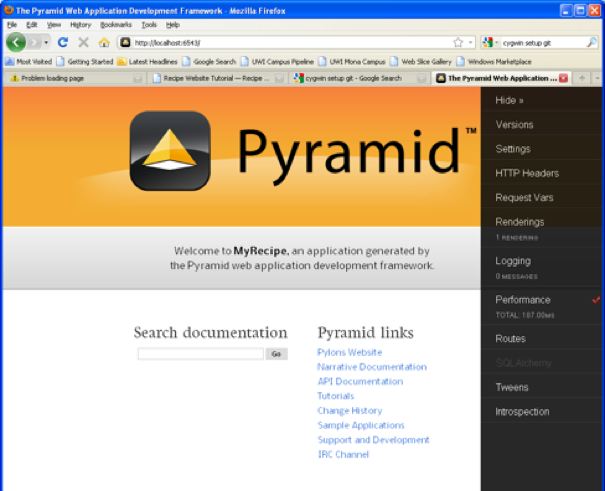 The Pyramid Web Application Development Framework - Mozilla Firefox
File Edit View History Bookmarks Tools Help
http://localhost:6543/ cygwin setup git
Most Visited Getting Started Latest Headlines Google Search UWI Campus Pipeline UWI Mona Campus Web Slice Gallery Windows Marketplace
Problem loading page Recipe Website Tutorial — Recipe ... cygwin setup git - Google Search The Pyramid Web Application ...
Pyramid™
Welcome to MyRecipe, an application generated by
the Pyramid web application development framework.
Search documentation
Go
Pyramid links
Pylons Website
Narrative Documentation
API Documentation
Tutorials
Change History
Sample Applications
Support and Development
IRC Channel
Hide »
Versions
Settings
HTTP Headers
Request Vars
Renderings
1 RENDERING
Logging
0 MESSAGES
Performance
TOTAL: 187.00MS
Routes
SQLAlchemy
Tweens
Introspection